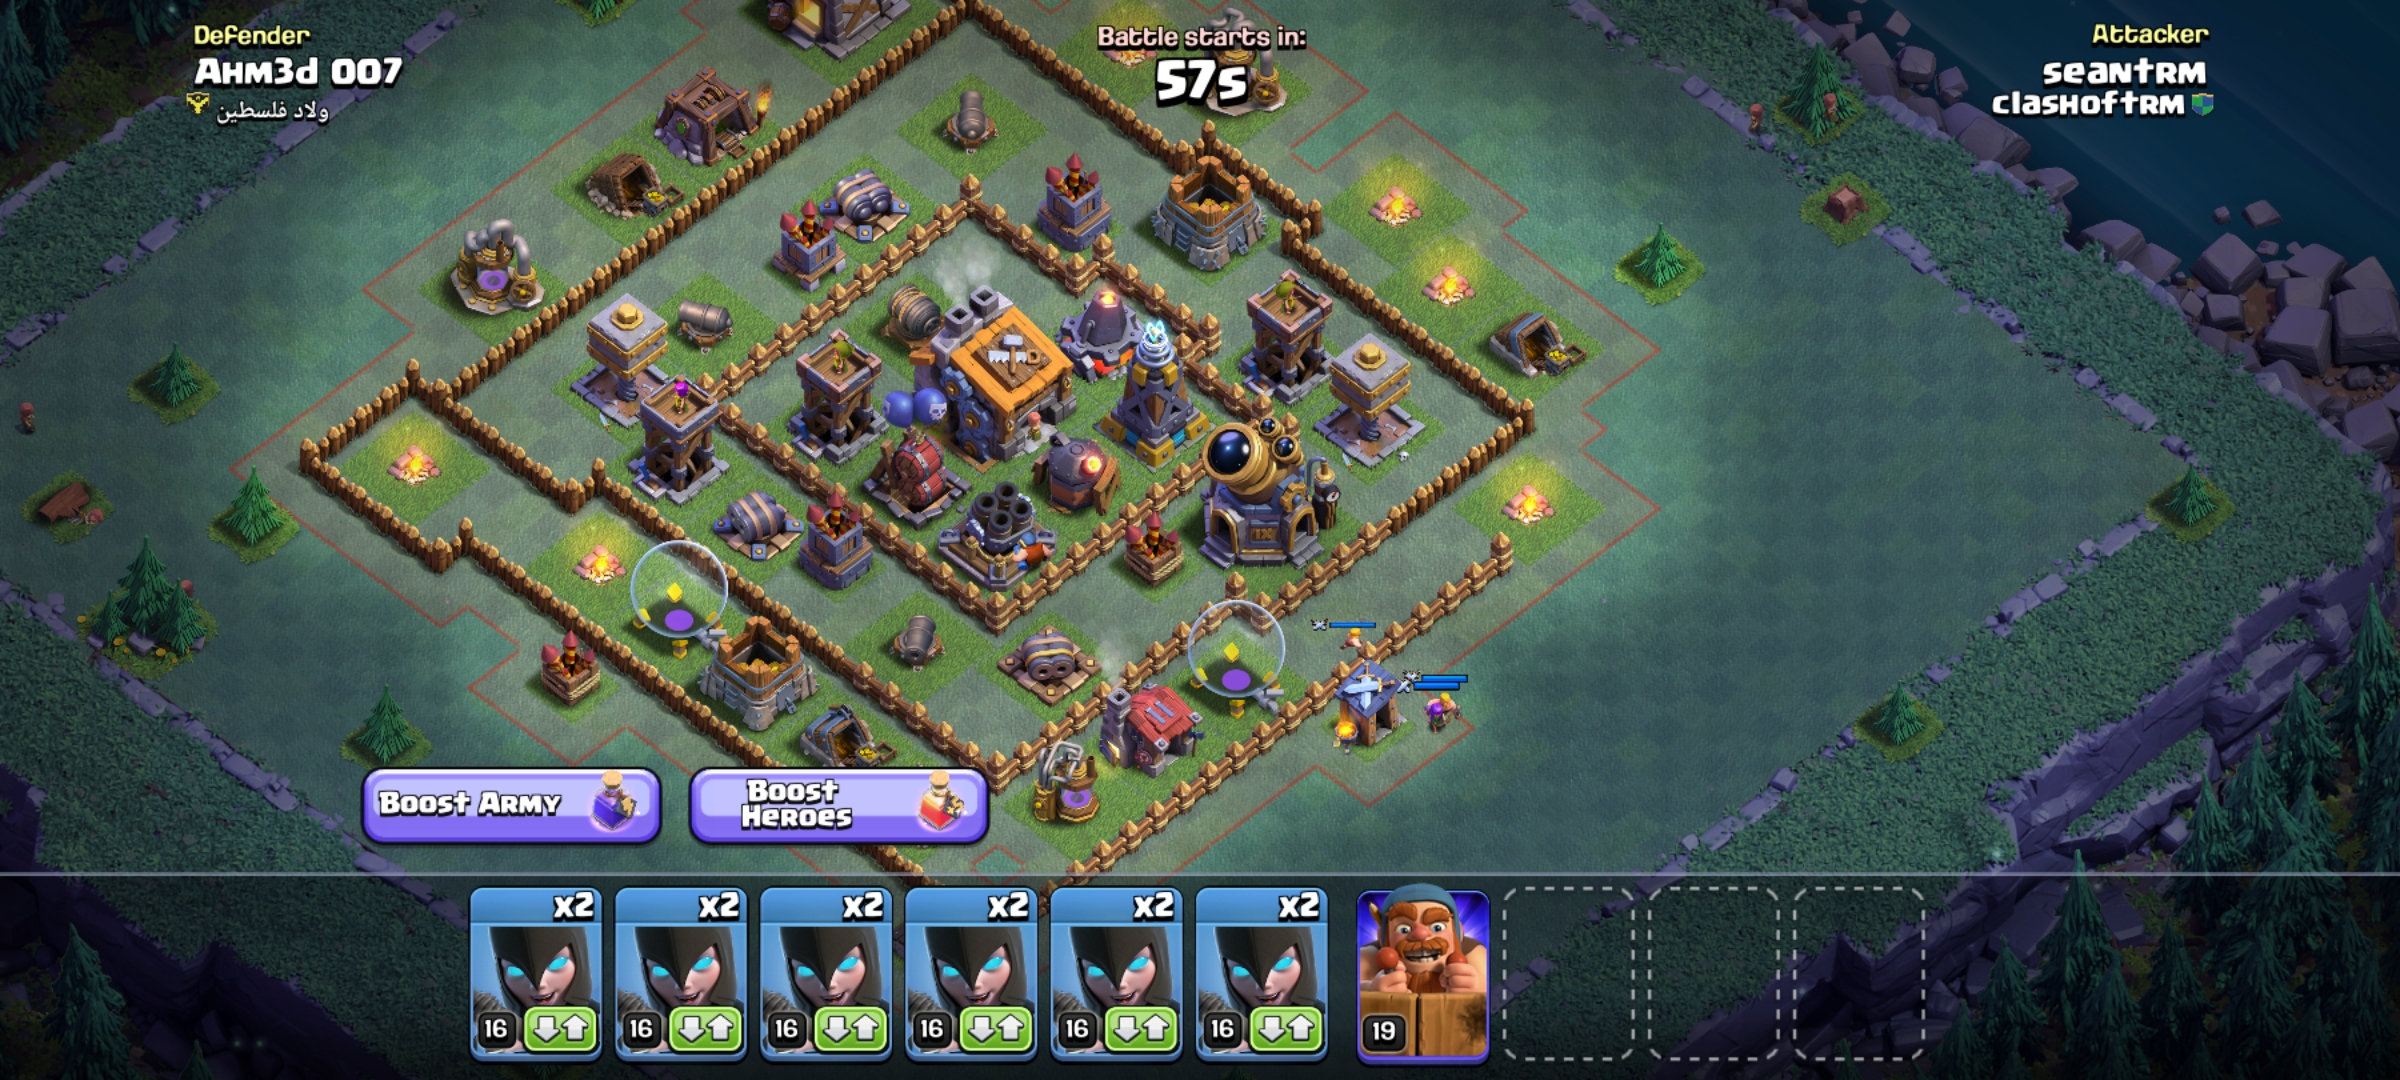 Defender
AHM3d 007
ولاد فلسطين
Battle starts in:
57s
Attacker
seantRM
clashoftRM
Boost Army
Boost
Heroes
x2
x2
x2
x2
x2
x2
16
16
16
16
16
16
19